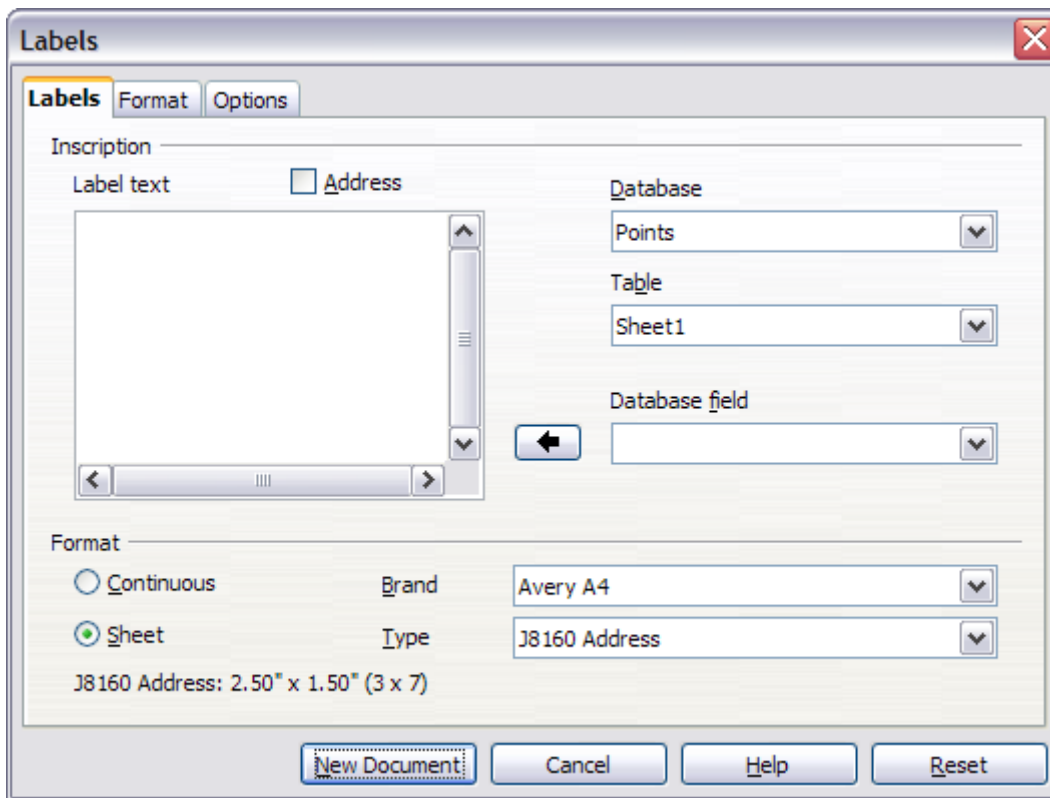 Labels
Labels Format Options
Inscription
Label text Address Database
Points
Table
Sheet1
Database field
Format
Continuous Brand Avery A4
Sheet Type J8160 Address
J8160 Address: 2.50" x 1.50" (3 x 7)
New Document Cancel Help Reset